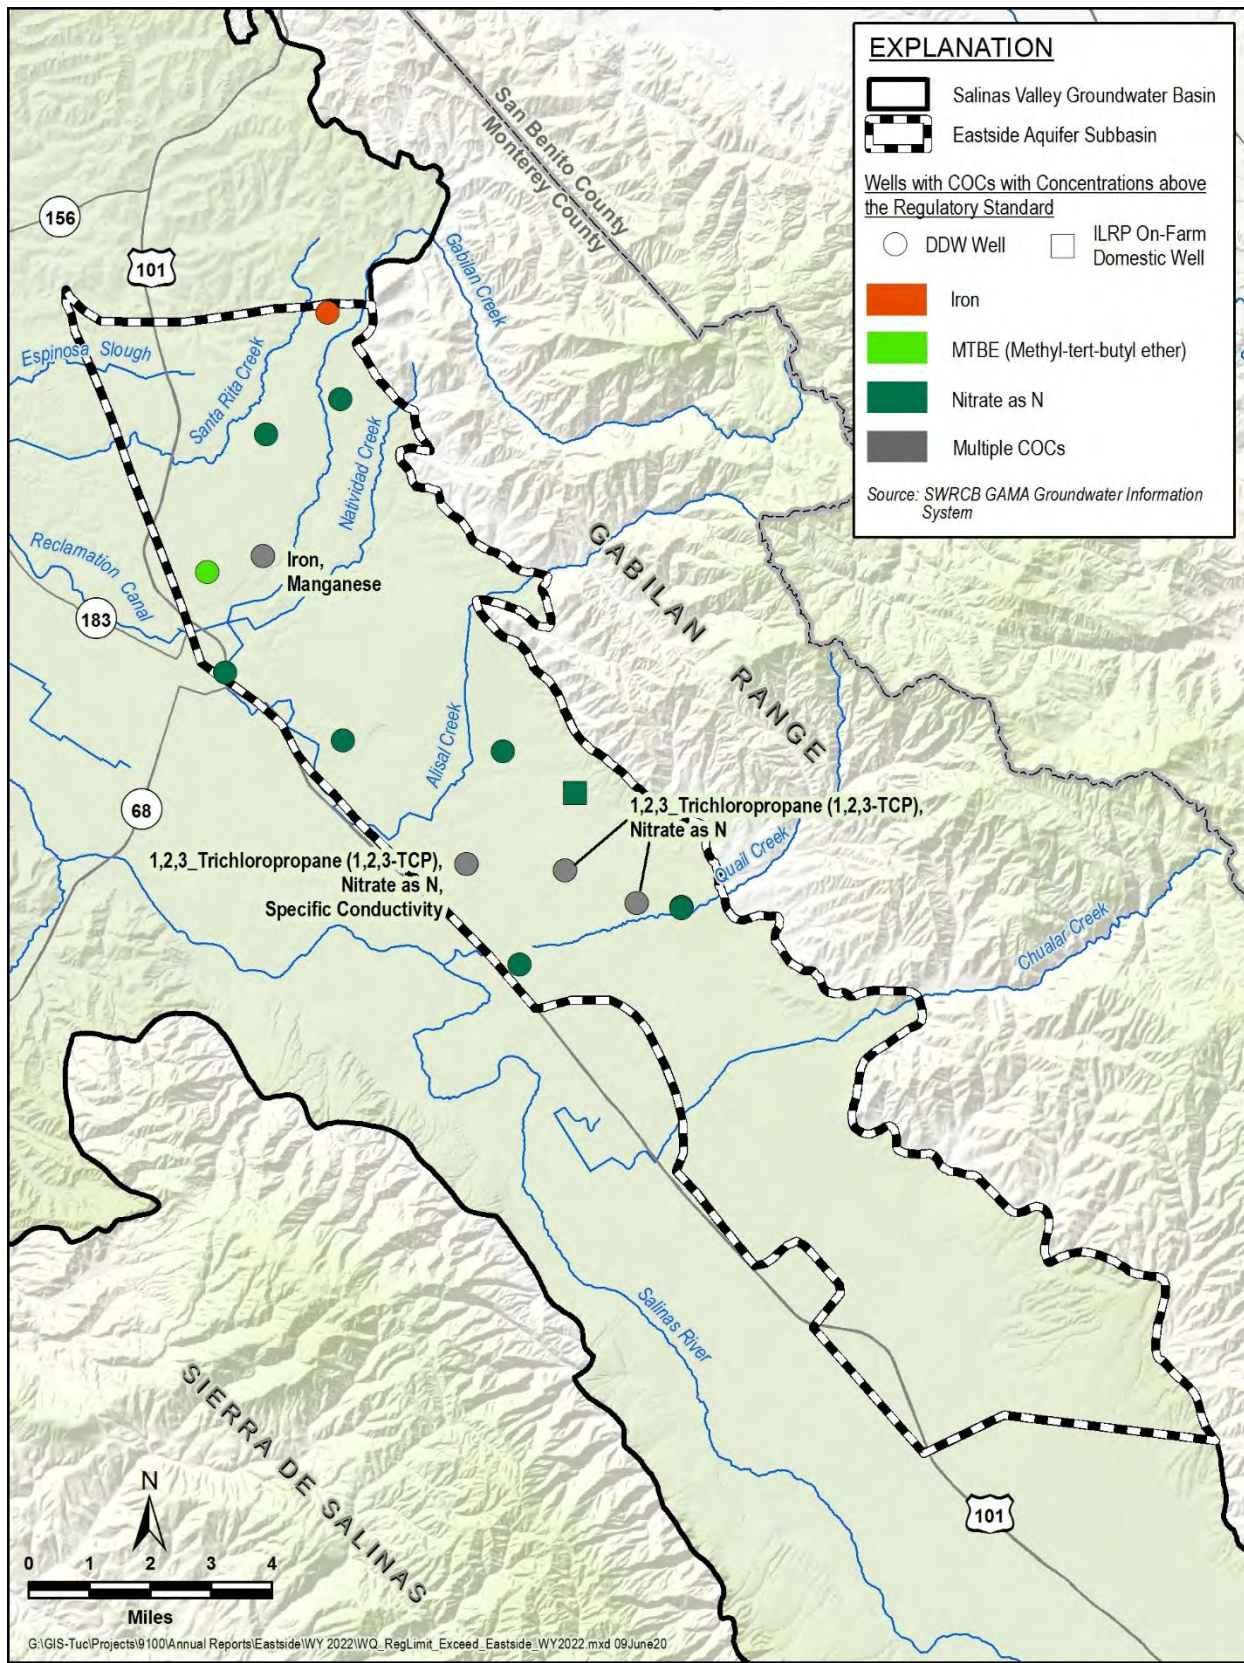 EXPLANATION
Salinas Valley Groundwater Basin
Eastside Aquifer Subbasin
Wells with COCs with Concentrations above
the Regulatory Standard
DDW Well
ILRP On-Farm
Domestic Well
Iron
MTBE (Methyl-tert-butyl ether)
Nitrate as N
Multiple COCs
Source: SWRCB GAMA Groundwater Information
System
San Benito County
Monterey County
156
101
Gabilan Creek
Espinosa Slough
Santa Rita Creek
Natividad Creek
Reclamation Canal
Iron,
Manganese
183
GABILAN RANGE
Alisal Creek
68
1,2,3_Trichloropropane (1,2,3-TCP),
Nitrate as N
1,2,3_Trichloropropane (1,2,3-TCP),
Nitrate as N,
Specific Conductivity
Quail Creek
Chualar Creek
Salinas River
SIERRA DE SALINAS
101
N
0 1 2 3 4
Miles
G:\GIS-Tuc\Projects\9100\Annual Reports\Eastside\WY 2022\WQ_RegLimit_Exceed_Eastside_WY2022.mxd 09June20